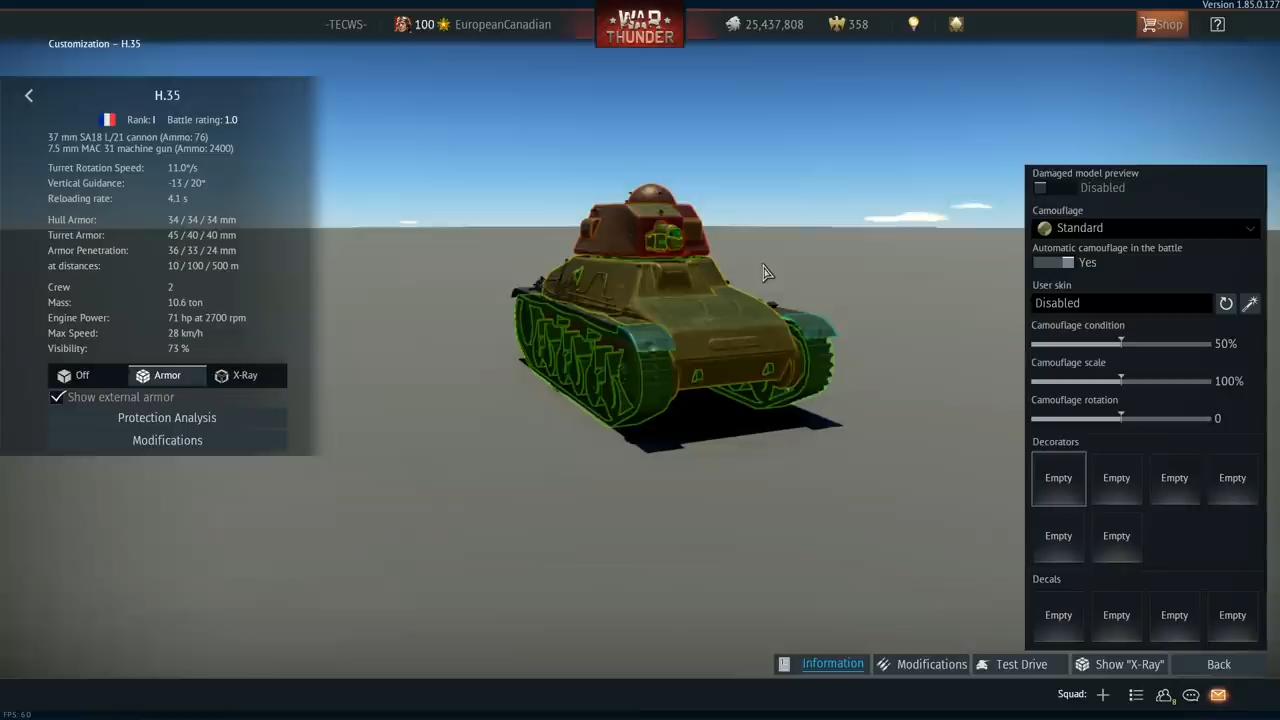 Version 1.85.0.127
-TECWS- 100 EuropeanCanadian
WAR
THUNDER
25,437,808 358
Shop
?
Customization – H.35
H.35
Rank: I Battle rating: 1.0
37 mm SA18 L/21 cannon (Ammo: 76)
7.5 mm MAC 31 machine gun (Ammo: 2400)
Turret Rotation Speed: 11.0°/s
Vertical Guidance: -13 / 20°
Reloading rate: 4.1 s
Hull Armor: 34 / 34 / 34 mm
Turret Armor: 45 / 40 / 40 mm
Armor Penetration: 36 / 33 / 24 mm
at distances: 10 / 100 / 500 m
Crew 2
Mass: 10.6 ton
Engine Power: 71 hp at 2700 rpm
Max Speed: 28 km/h
Visibility: 73 %
Off Armor X-Ray
Show external armor
Protection Analysis
Modifications
Damaged model preview
Disabled
Camouflage
Standard
Automatic camouflage in the battle
Yes
User skin
Disabled
Camouflage condition
50%
Camouflage scale
100%
Camouflage rotation
0
Decorators
Empty Empty Empty Empty
Empty Empty
Decals
Empty Empty Empty Empty
Information Modifications Test Drive Show "X-Ray" Back
Squad: 8
FPS: 60